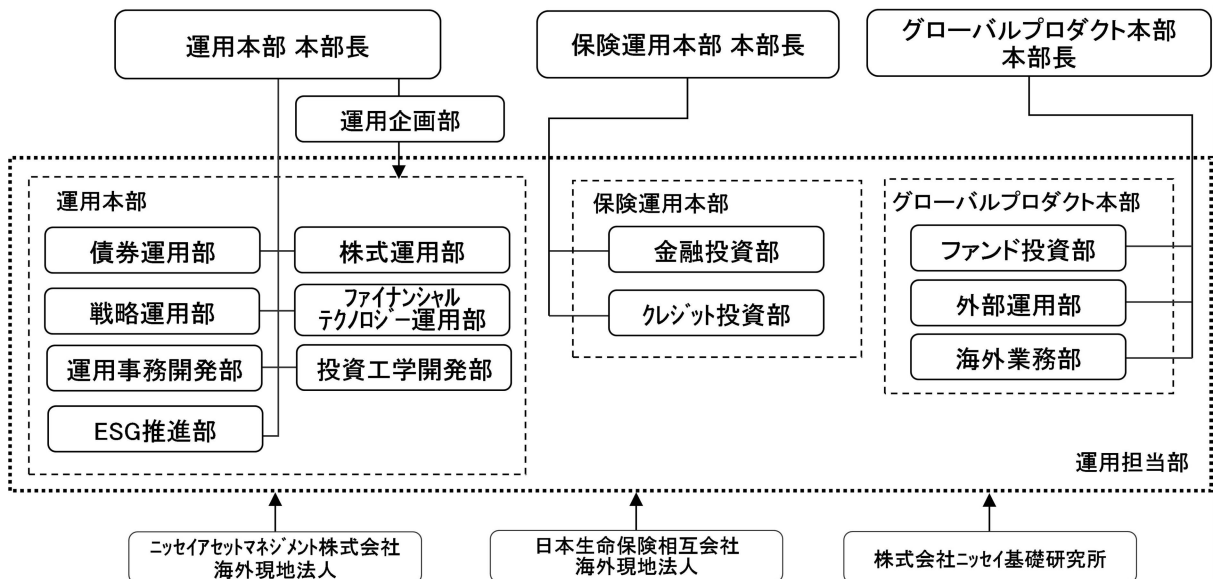 運用本部 本部長
保険運用本部 本部長
グローバルプロダクト本部
本部長
運用企画部
運用本部
債券運用部
株式運用部
戦略運用部
ファイナンシャル
テクノロジー運用部
運用事務開発部
投資工学開発部
ESG推進部
保険運用本部
金融投資部
クレジット投資部
グローバルプロダクト本部
ファンド投資部
外部運用部
海外業務部
運用担当部
ニッセイアセットマネジメント株式会社
海外現地法人
日本生命保険相互会社
海外現地法人
株式会社ニッセイ基礎研究所